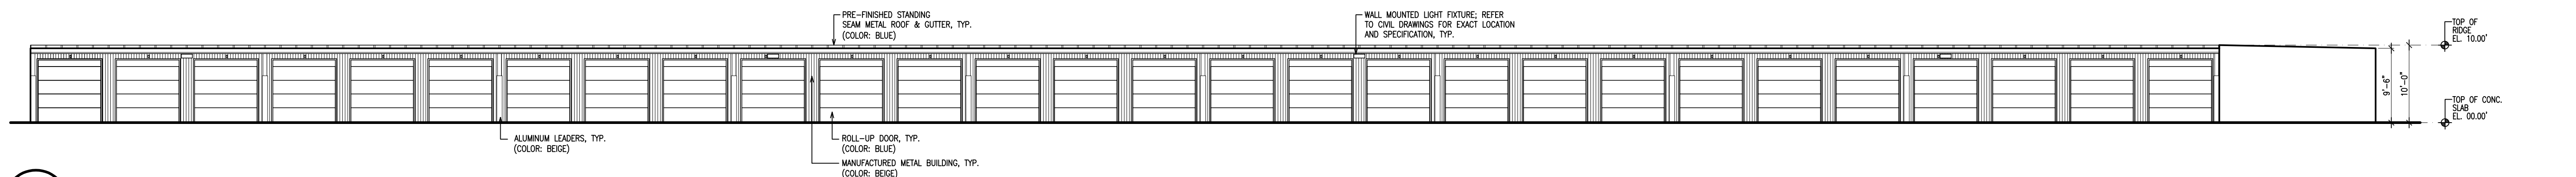 PRE-FINISHED STANDING
SEAM METAL ROOF & GUTTER, TYP.
(COLOR: BLUE)
WALL MOUNTED LIGHT FIXTURE; REFER
TO CIVIL DRAWINGS FOR EXACT LOCATION
AND SPECIFICATION, TYP.
TOP OF
RIDGE
EL. 10.00'
9'-6"
10'-0"
TOP OF CONC.
SLAB
EL. 00.00'
ALUMINUM LEADERS, TYP.
(COLOR: BEIGE)
ROLL-UP DOOR, TYP.
(COLOR: BLUE)
MANUFACTURED METAL BUILDING, TYP.
(COLOR: BEIGE)